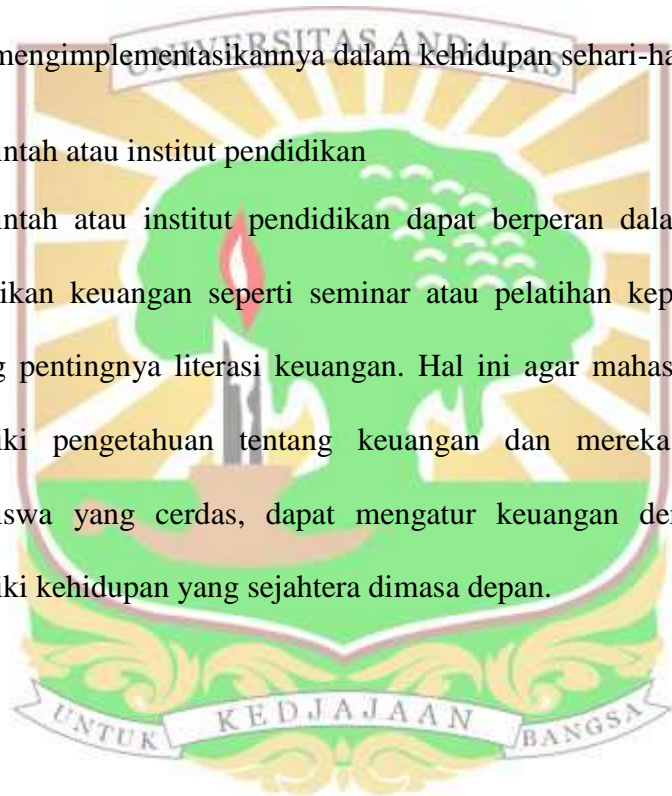 UNIVERSITAS ANDALAS
mengimplementasikannya dalam kehidupan sehari-ha
intah atau institut pendidikan
intah atau institut pendidikan dapat berperan dala
ikan keuangan seperti seminar atau pelatihan kep
g pentingnya literasi keuangan. Hal ini agar mahas
iki pengetahuan tentang keuangan dan mereka
iswa yang cerdas, dapat mengatur keuangan de
iki kehidupan yang sejahtera dimasa depan.
UNTUK KEDJAJAAN BANGSA